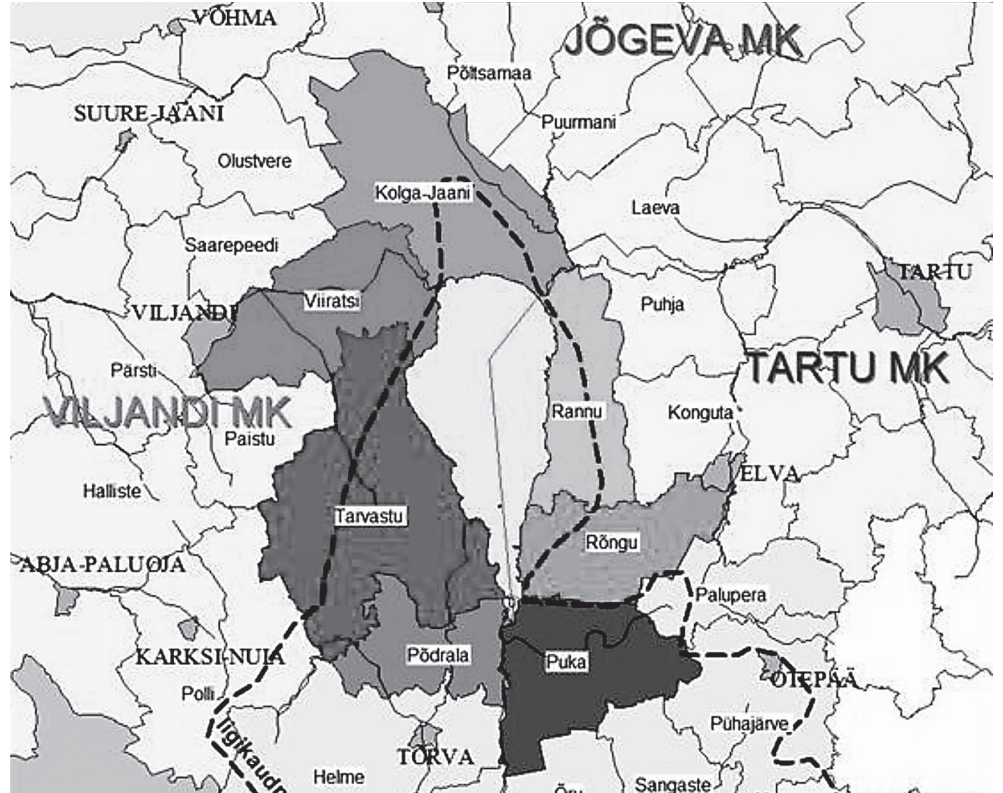 VÕHMA
JÕGEVA MK
Põltsamaa
SUURE-JAANI
Puurmani
Olustvere
Kolga-Jaani
Laeva
Saarepeedi
TARTU
Viiratsi
Puhja
VILJANDI
Pärsti
TARTU MK
VILJANDI MK
Rannu
Konguta
Paistu
Halliste
ELVA
Tarvastu
Rõngu
ABJA-PALUOJA
Palupera
KARKSI-NUIA
Põdrala
Puka
OTEPÄÄ
Polli
Pühajärve
TÕRVA
Helme
Sangaste